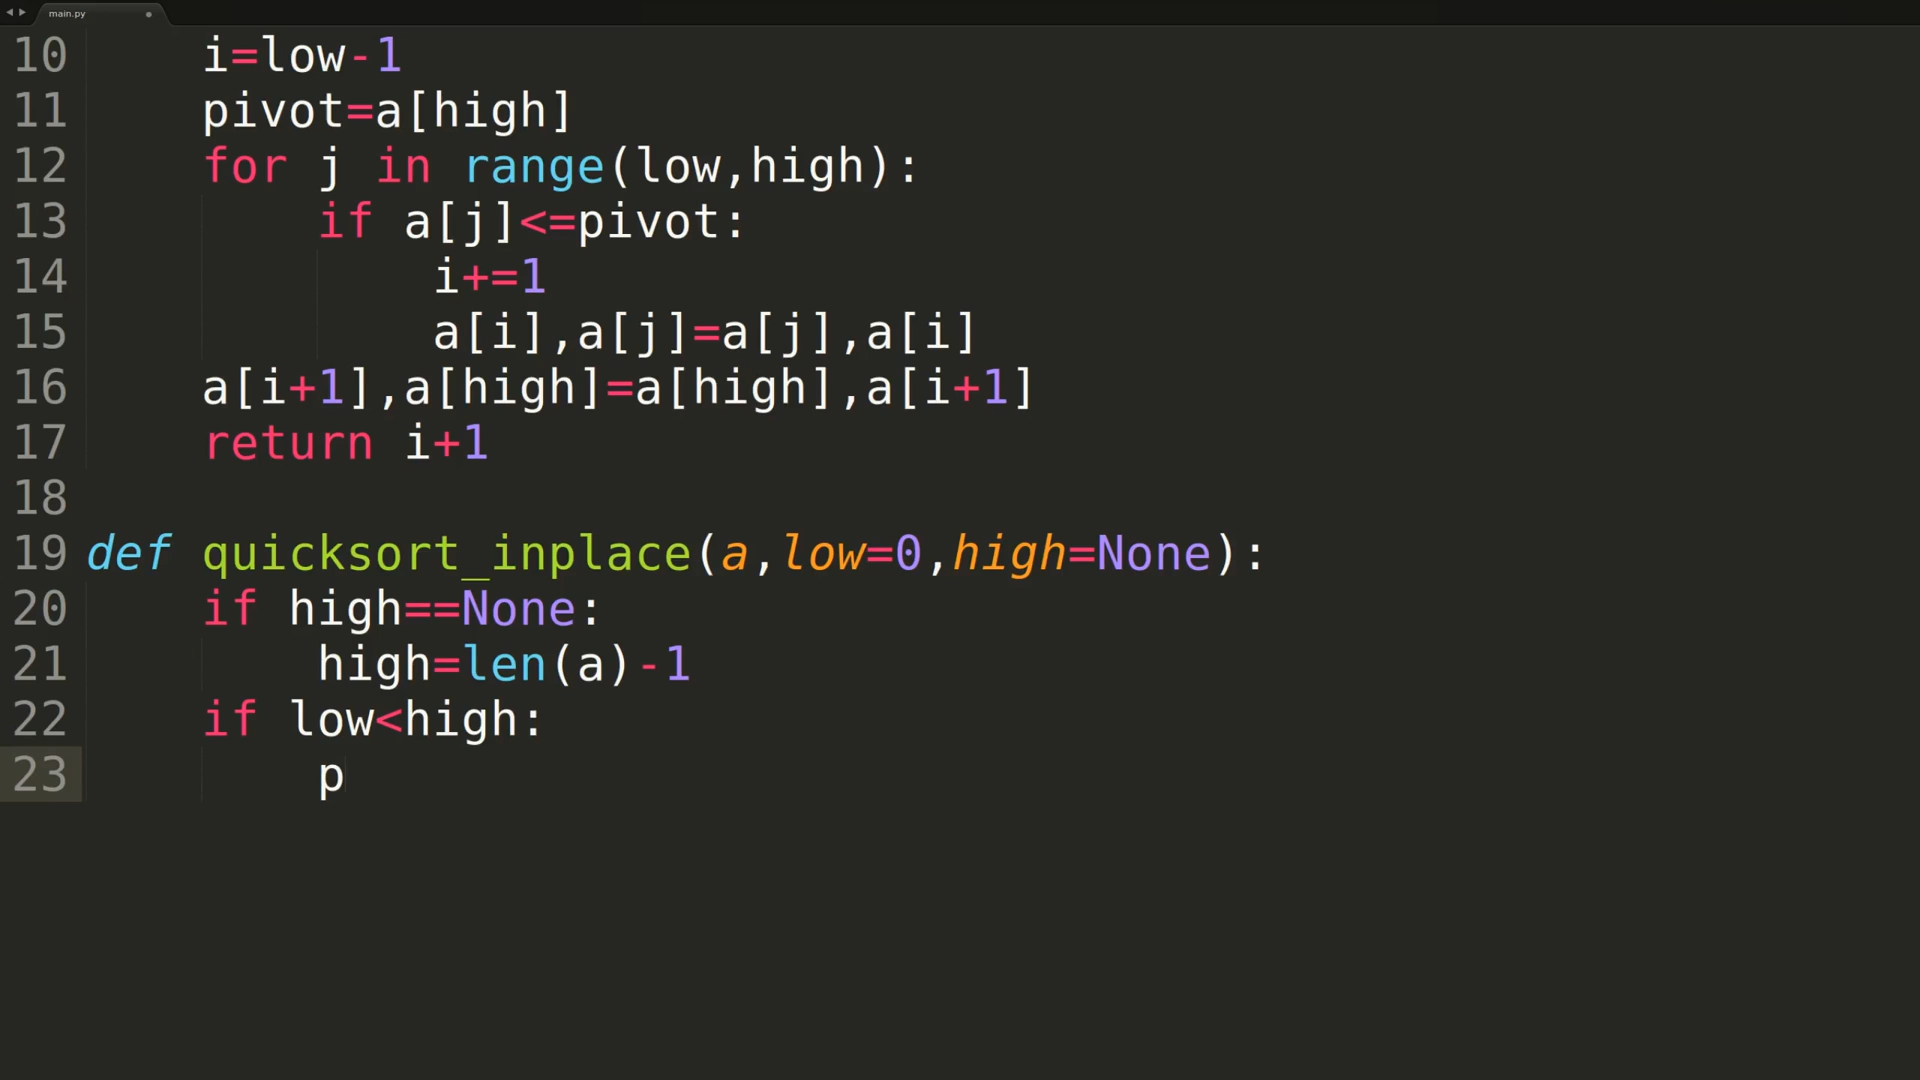 main.py
10     i=low-1
11     pivot=a[high]
12     for j in range(low,high):
13         if a[j]<=pivot:
14             i+=1
15             a[i],a[j]=a[j],a[i]
16     a[i+1],a[high]=a[high],a[i+1]
17     return i+1
18
19 def quicksort_inplace(a,low=0,high=None):
20     if high==None:
21         high=len(a)-1
22     if low<high:
23         p